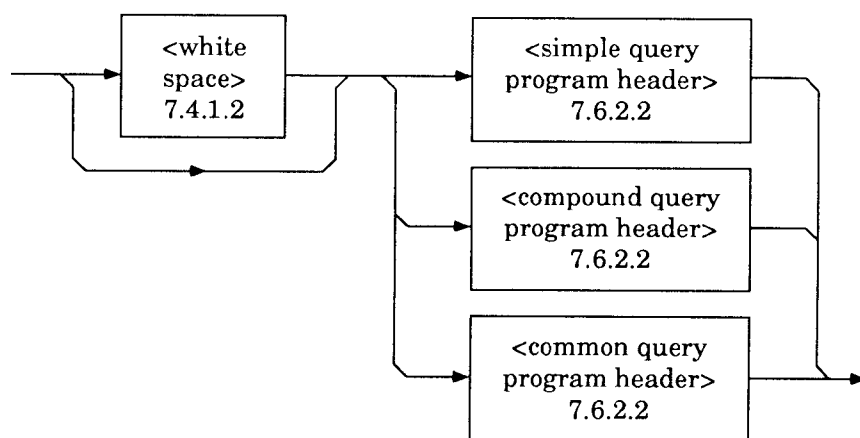 <white
space>
7.4.1.2
<simple query
program header>
7.6.2.2
<compound query
program header>
7.6.2.2
<common query
program header>
7.6.2.2